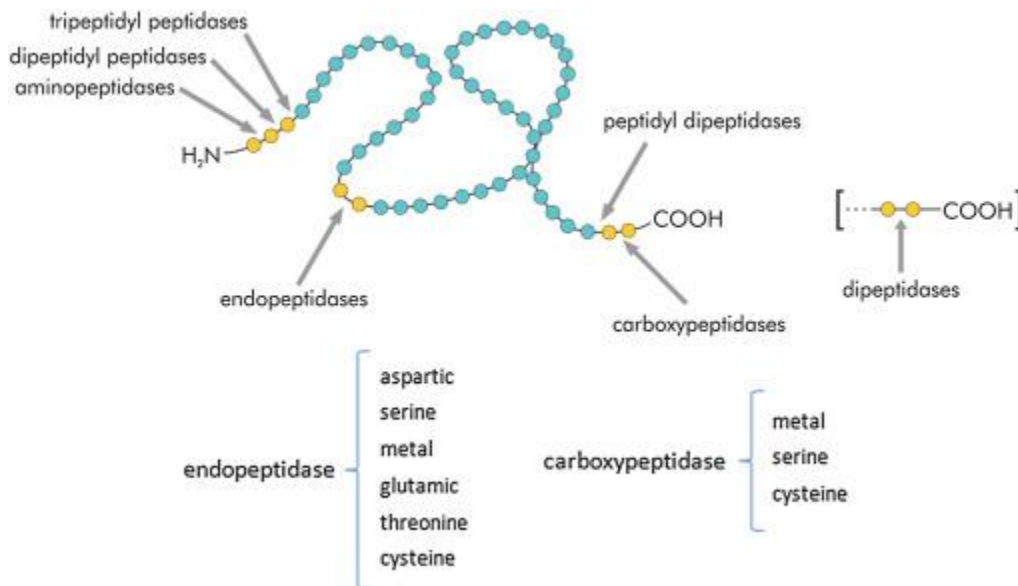 tripeptidyl peptidases
dipeptidyl peptidases
aminopeptidases
H₂N
peptidyl dipeptidases
COOH
[ ···· COOH ]
dipeptidases
endopeptidases
carboxypeptidases
aspartic
serine
metal
endopeptidase
glutamic
threonine
cysteine
metal
carboxypeptidase
serine
cysteine